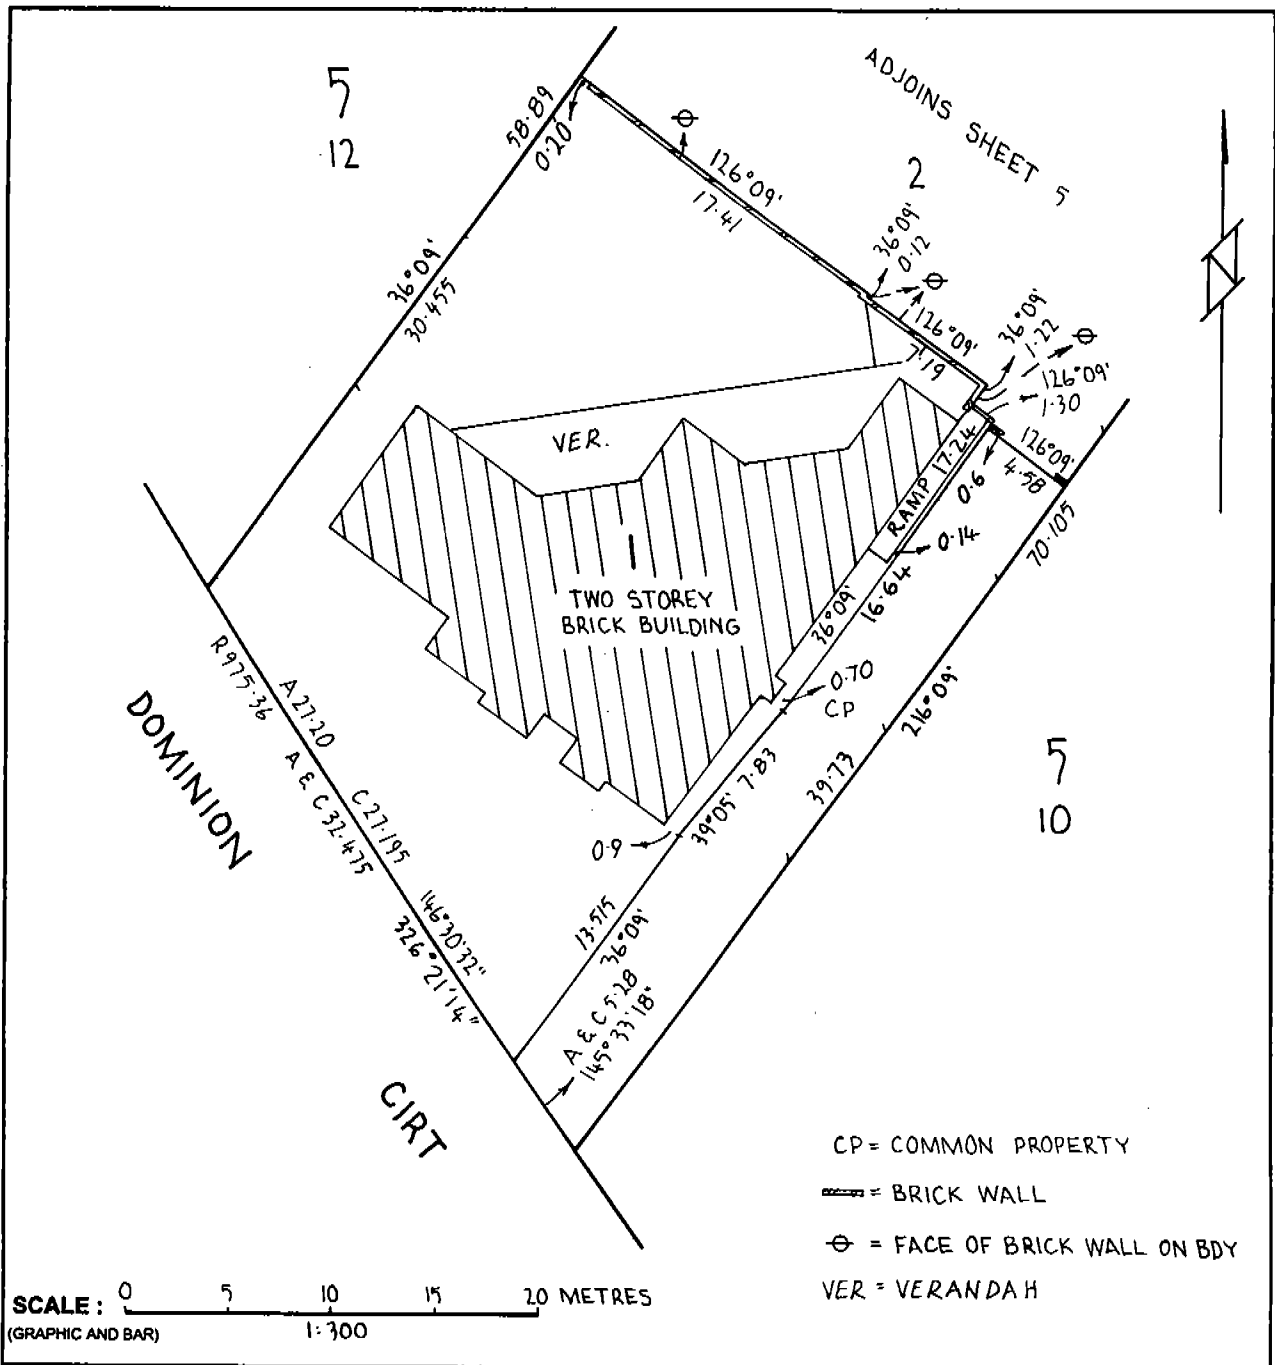 5
12
58·89
0·20
ADJOINS SHEET 5
126°09'
17·41
2
36°09'
0·12
36°09'
30·455
126°09'
7·19
36°09'
1·22
126°09'
1·30
126°09'
4·58
VER.
RAMP 17·24
0·6
0·14
70·105
1
TWO STOREY
BRICK BUILDING
36°09'
16·64
0·70
CP
216°09'
39·73
5
10
R975·36
A27·20
C27·195
A & C 32·475
DOMINION
39°05' 7·83
0·9
146°30'32"
326°21'14"
13·515
36°09'
A & C 5·28
145°33'18"
CIRT
CP = COMMON PROPERTY
= BRICK WALL
= FACE OF BRICK WALL ON BDY
VER = VERANDAH
SCALE : 0 5 10 15 20 METRES
(GRAPHIC AND BAR) 1:300